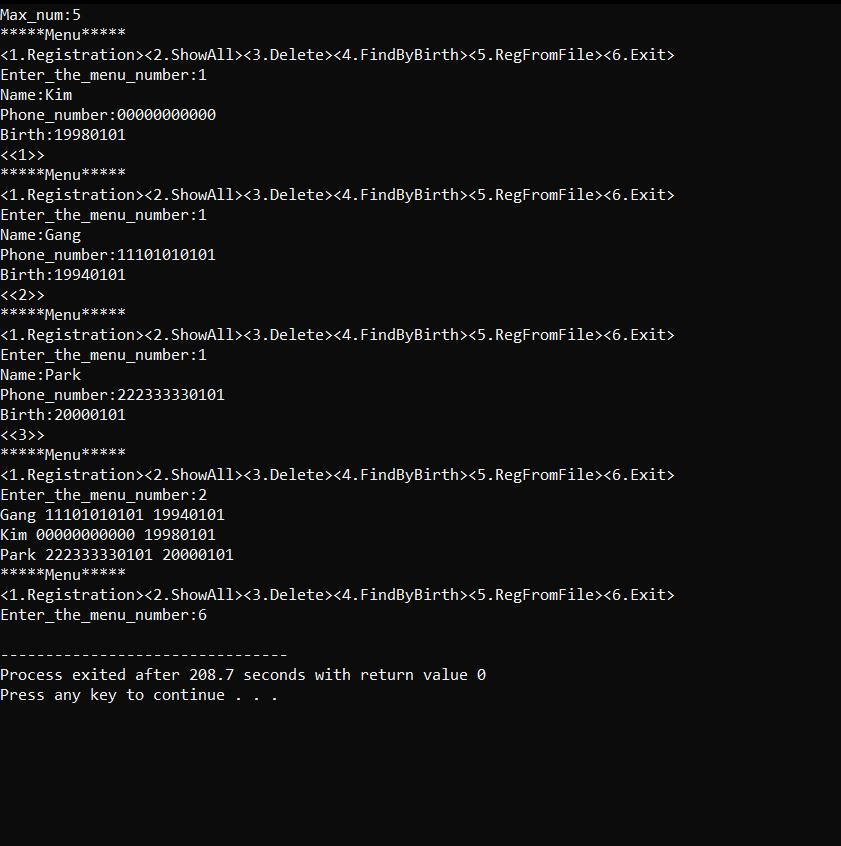 Max_num:5
*****Menu*****
<1.Registration><2.ShowAll><3.Delete><4.FindByBirth><5.RegFromFile><6.Exit>
Enter_the_menu_number:1
Name:Kim
Phone_number:00000000000
Birth:19980101
<<1>>
*****Menu*****
<1.Registration><2.ShowAll><3.Delete><4.FindByBirth><5.RegFromFile><6.Exit>
Enter_the_menu_number:1
Name:Gang
Phone_number:11101010101
Birth:19940101
<<2>>
*****Menu*****
<1.Registration><2.ShowAll><3.Delete><4.FindByBirth><5.RegFromFile><6.Exit>
Enter_the_menu_number:1
Name:Park
Phone_number:222333330101
Birth:20000101
<<3>>
*****Menu*****
<1.Registration><2.ShowAll><3.Delete><4.FindByBirth><5.RegFromFile><6.Exit>
Enter_the_menu_number:2
Gang 11101010101 19940101
Kim 00000000000 19980101
Park 222333330101 20000101
*****Menu*****
<1.Registration><2.ShowAll><3.Delete><4.FindByBirth><5.RegFromFile><6.Exit>
Enter_the_menu_number:6
--------------------------------
Process exited after 208.7 seconds with return value 0
Press any key to continue . . .